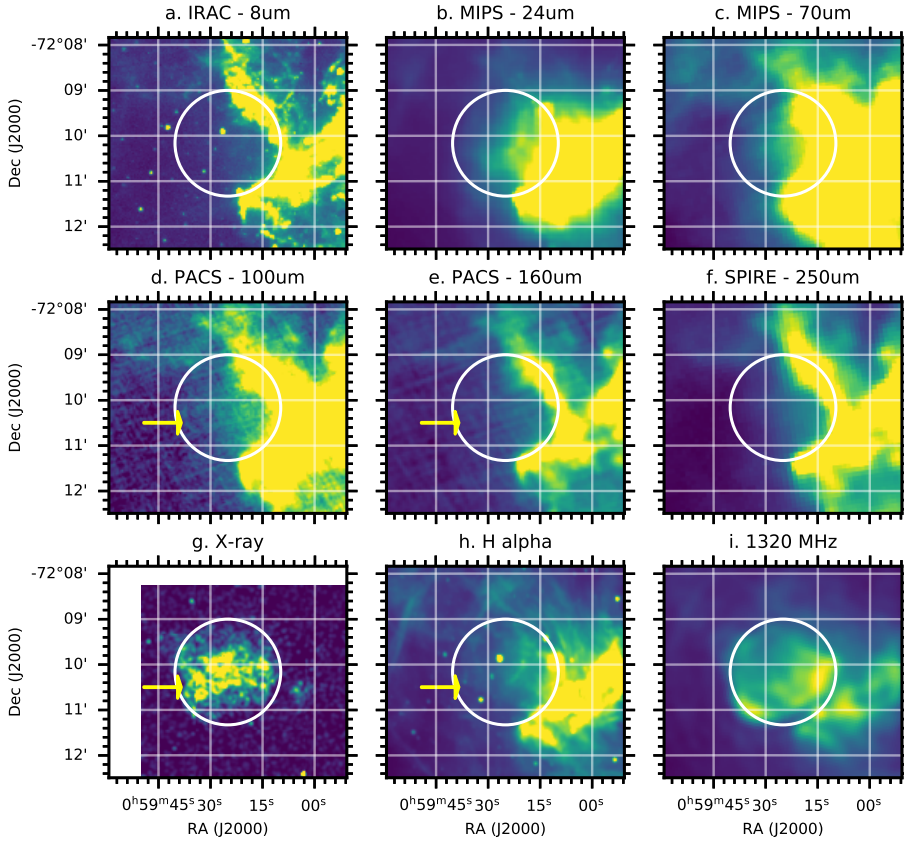 a. IRAC - 8um
b. MIPS - 24um
c. MIPS - 70um
-72°08'
09'
10'
11'
12'
Dec (J2000)
d. PACS - 100um
e. PACS - 160um
f. SPIRE - 250um
-72°08'
09'
10'
11'
12'
Dec (J2000)
g. X-ray
h. H alpha
i. 1320 MHz
-72°08'
09'
10'
11'
12'
Dec (J2000)
0ʰ59ᵐ45ˢ 30ˢ 15ˢ 00ˢ
0ʰ59ᵐ45ˢ 30ˢ 15ˢ 00ˢ
0ʰ59ᵐ45ˢ 30ˢ 15ˢ 00ˢ
RA (J2000)
RA (J2000)
RA (J2000)